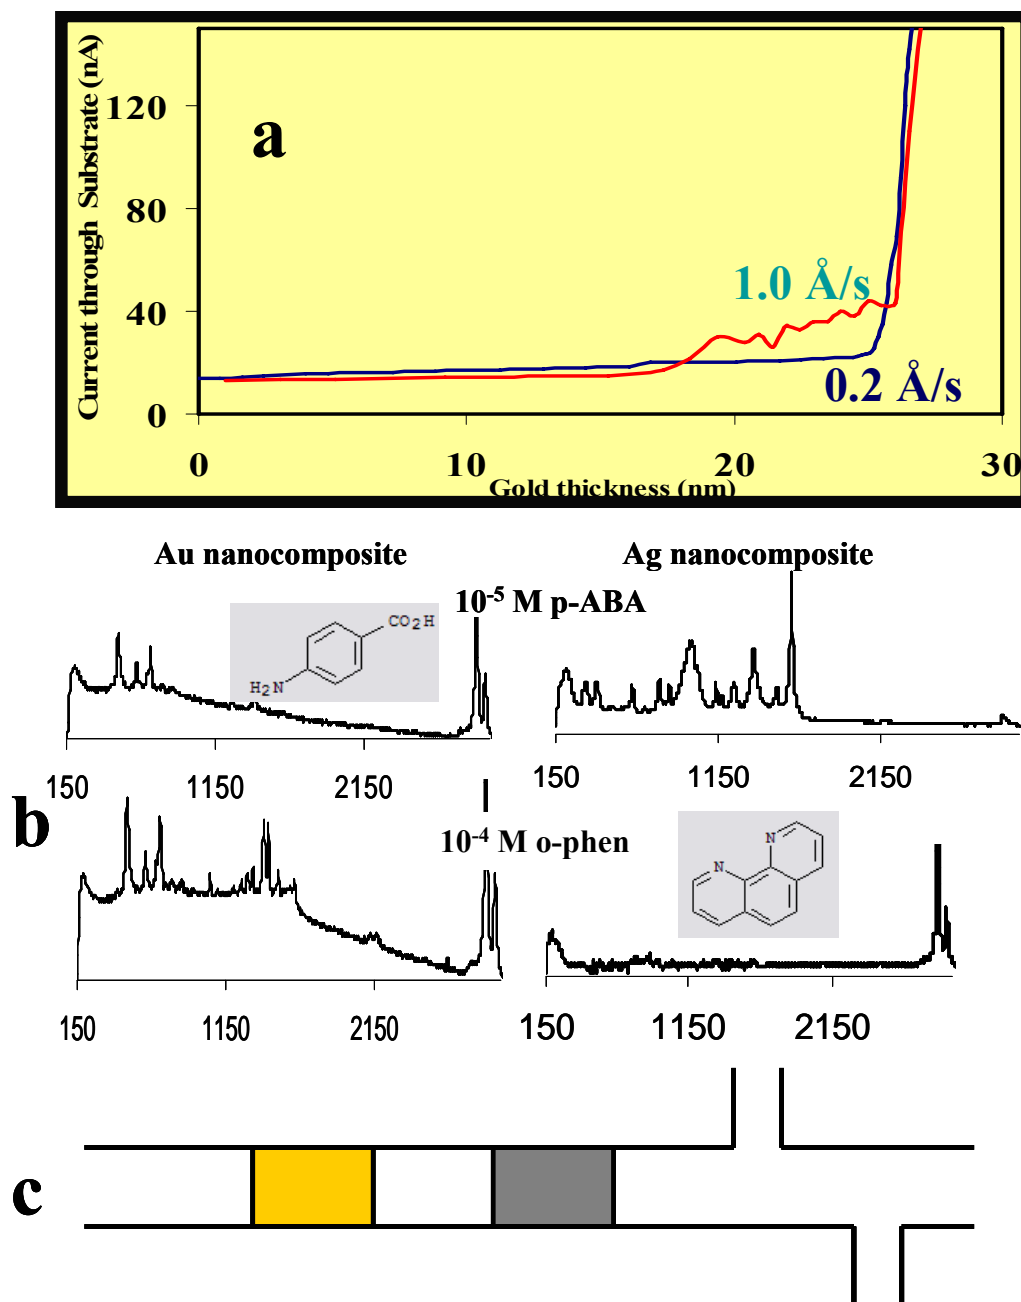 Current through Substrate (nA)
120
80
40
0
a
1.0 Å/s
0.2 Å/s
0 10 20 30
Gold thickness (nm)
Au nanocomposite Ag nanocomposite
10-5 M p-ABA
CO2H
H2N
150 1150 2150 150 1150 2150
b
10-4 M o-phen
N
N
150 1150 2150 150 1150 2150
c